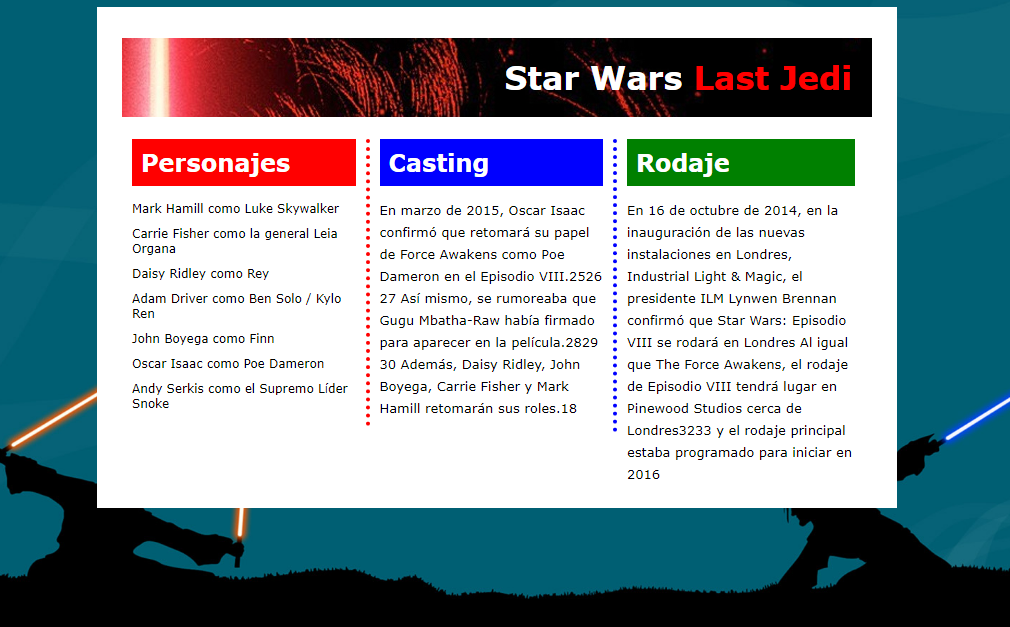 Star Wars Last Jedi
Personajes
Mark Hamill como Luke Skywalker
Carrie Fisher como la general Leia
Organa
Daisy Ridley como Rey
Adam Driver como Ben Solo / Kylo
Ren
John Boyega como Finn
Oscar Isaac como Poe Dameron
Andy Serkis como el Supremo Líder
Snoke
Casting
En marzo de 2015, Oscar Isaac
confirmó que retomará su papel
de Force Awakens como Poe
Dameron en el Episodio VIII.2526
27 Así mismo, se rumoreaba que
Gugu Mbatha-Raw había firmado
para aparecer en la película.2829
30 Además, Daisy Ridley, John
Boyega, Carrie Fisher y Mark
Hamill retomarán sus roles.18
Rodaje
En 16 de octubre de 2014, en la
inauguración de las nuevas
instalaciones en Londres,
Industrial Light & Magic, el
presidente ILM Lynwen Brennan
confirmó que Star Wars: Episodio
VIII se rodará en Londres Al igual
que The Force Awakens, el rodaje
de Episodio VIII tendrá lugar en
Pinewood Studios cerca de
Londres3233 y el rodaje principal
estaba programado para iniciar en
2016